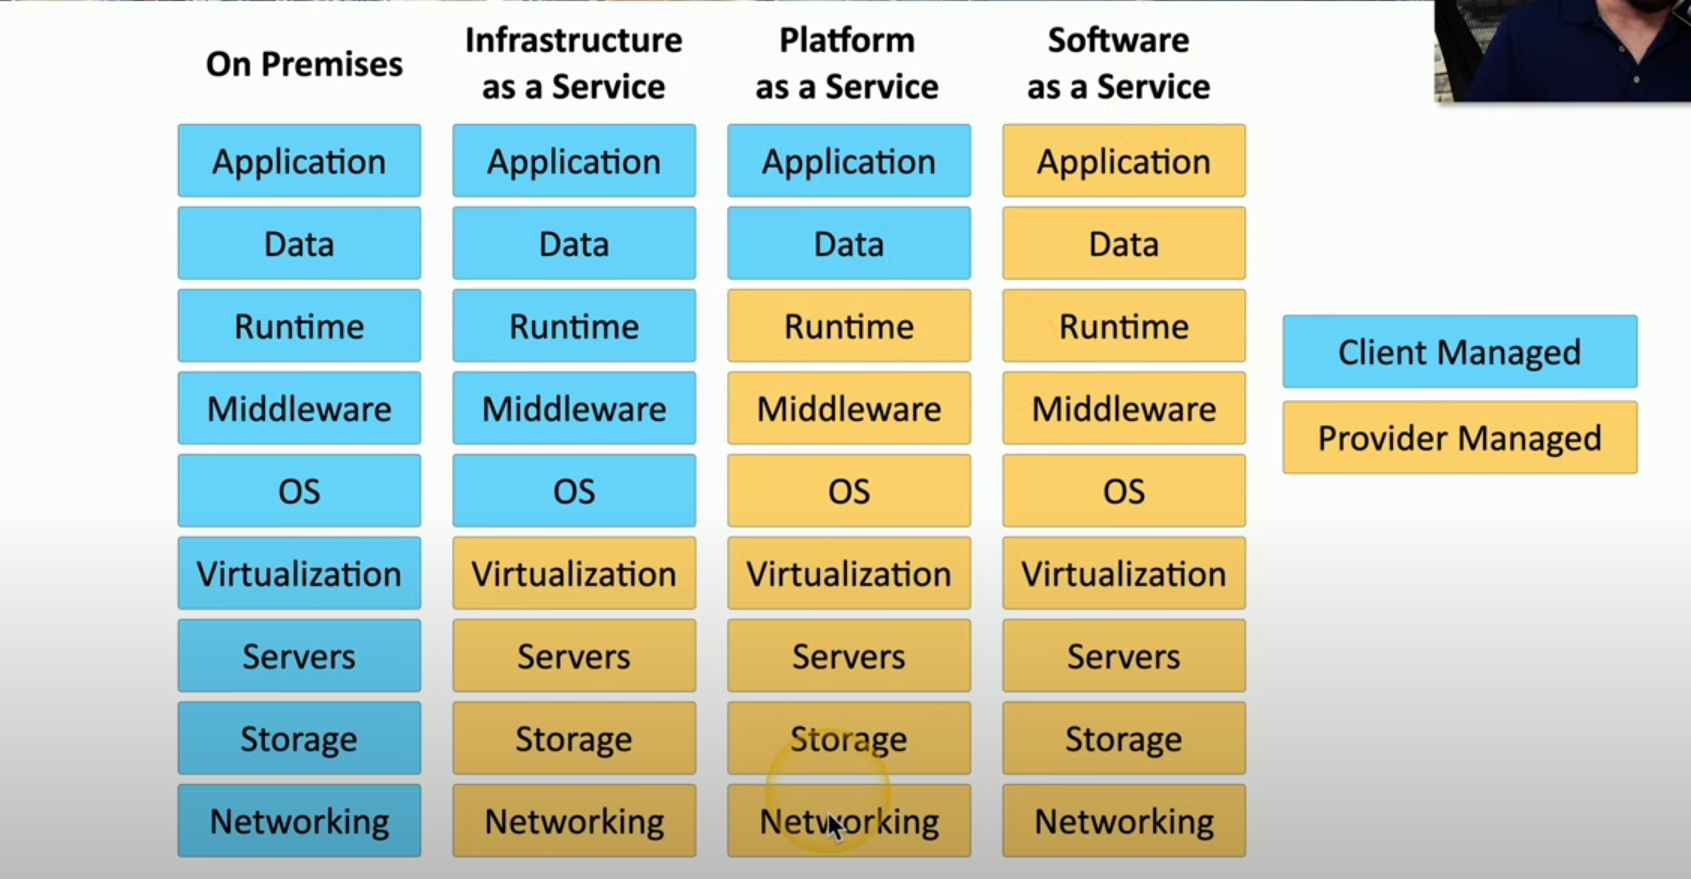 On Premises
Infrastructure
as a Service
Platform
as a Service
Software
as a Service
Application
Application
Application
Application
Data
Data
Data
Data
Runtime
Runtime
Runtime
Runtime
Client Managed
Middleware
Middleware
Middleware
Middleware
Provider Managed
OS
OS
OS
OS
Virtualization
Virtualization
Virtualization
Virtualization
Servers
Servers
Servers
Servers
Storage
Storage
Storage
Storage
Networking
Networking
Networking
Networking